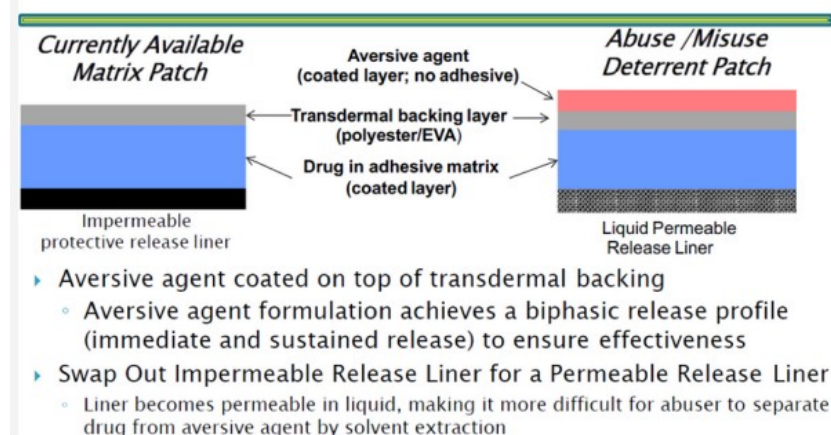 Currently Available
Matrix Patch
Aversive agent
(coated layer; no adhesive)
Abuse /Misuse
Deterrent Patch
Transdermal backing layer
(polyester/EVA)
Drug in adhesive matrix
(coated layer)
Impermeable
protective release liner
Liquid Permeable
Release Liner
Aversive agent coated on top of transdermal backing
Aversive agent formulation achieves a biphasic release profile
(immediate and sustained release) to ensure effectiveness
Swap Out Impermeable Release Liner for a Permeable Release Liner
Liner becomes permeable in liquid, making it more difficult for abuser to separate
drug from aversive agent by solvent extraction